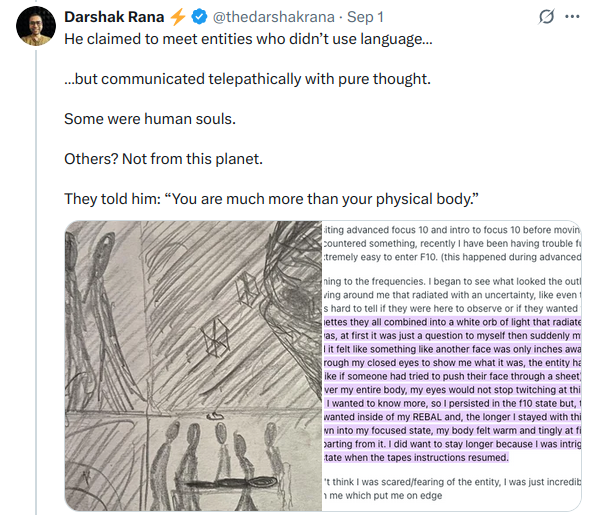 Darshak Rana ⚡ @thedarshakrana · Sep 1
He claimed to meet entities who didn’t use language...
...but communicated telepathically with pure thought.
Some were human souls.
Others? Not from this planet.
They told him: “You are much more than your physical body.”
iting advanced focus 10 and intro to focus 10 before movin
countered something, recently I have been having trouble fu
tremely easy to enter F10. (this happened during advanced
ning to the frequencies. I began to see what looked the outl
ving around me that radiated with an uncertainty, like even
s hard to tell if they were here to observe or if they wanted
ettes they all combined into a white orb of light that radiate
as, at first it was just a question to myself then suddenly m
it felt like something like another face was only inches awa
rough my closed eyes to show me what it was, the entity ha
ike if someone had tried to push their face through a sheet
ver my entire body, my eyes would not stop twitching at thi
I wanted to know more, so I persisted in the f10 state but,
wanted inside of my REBAL and, the longer I stayed with thi
wn into my focused state, my body felt warm and tingly at fi
parting from it. I did want to stay longer because I was intrig
tate when the tapes instructions resumed.
't think I was scared/fearing of the entity, I was just incredib
me which put me on edge